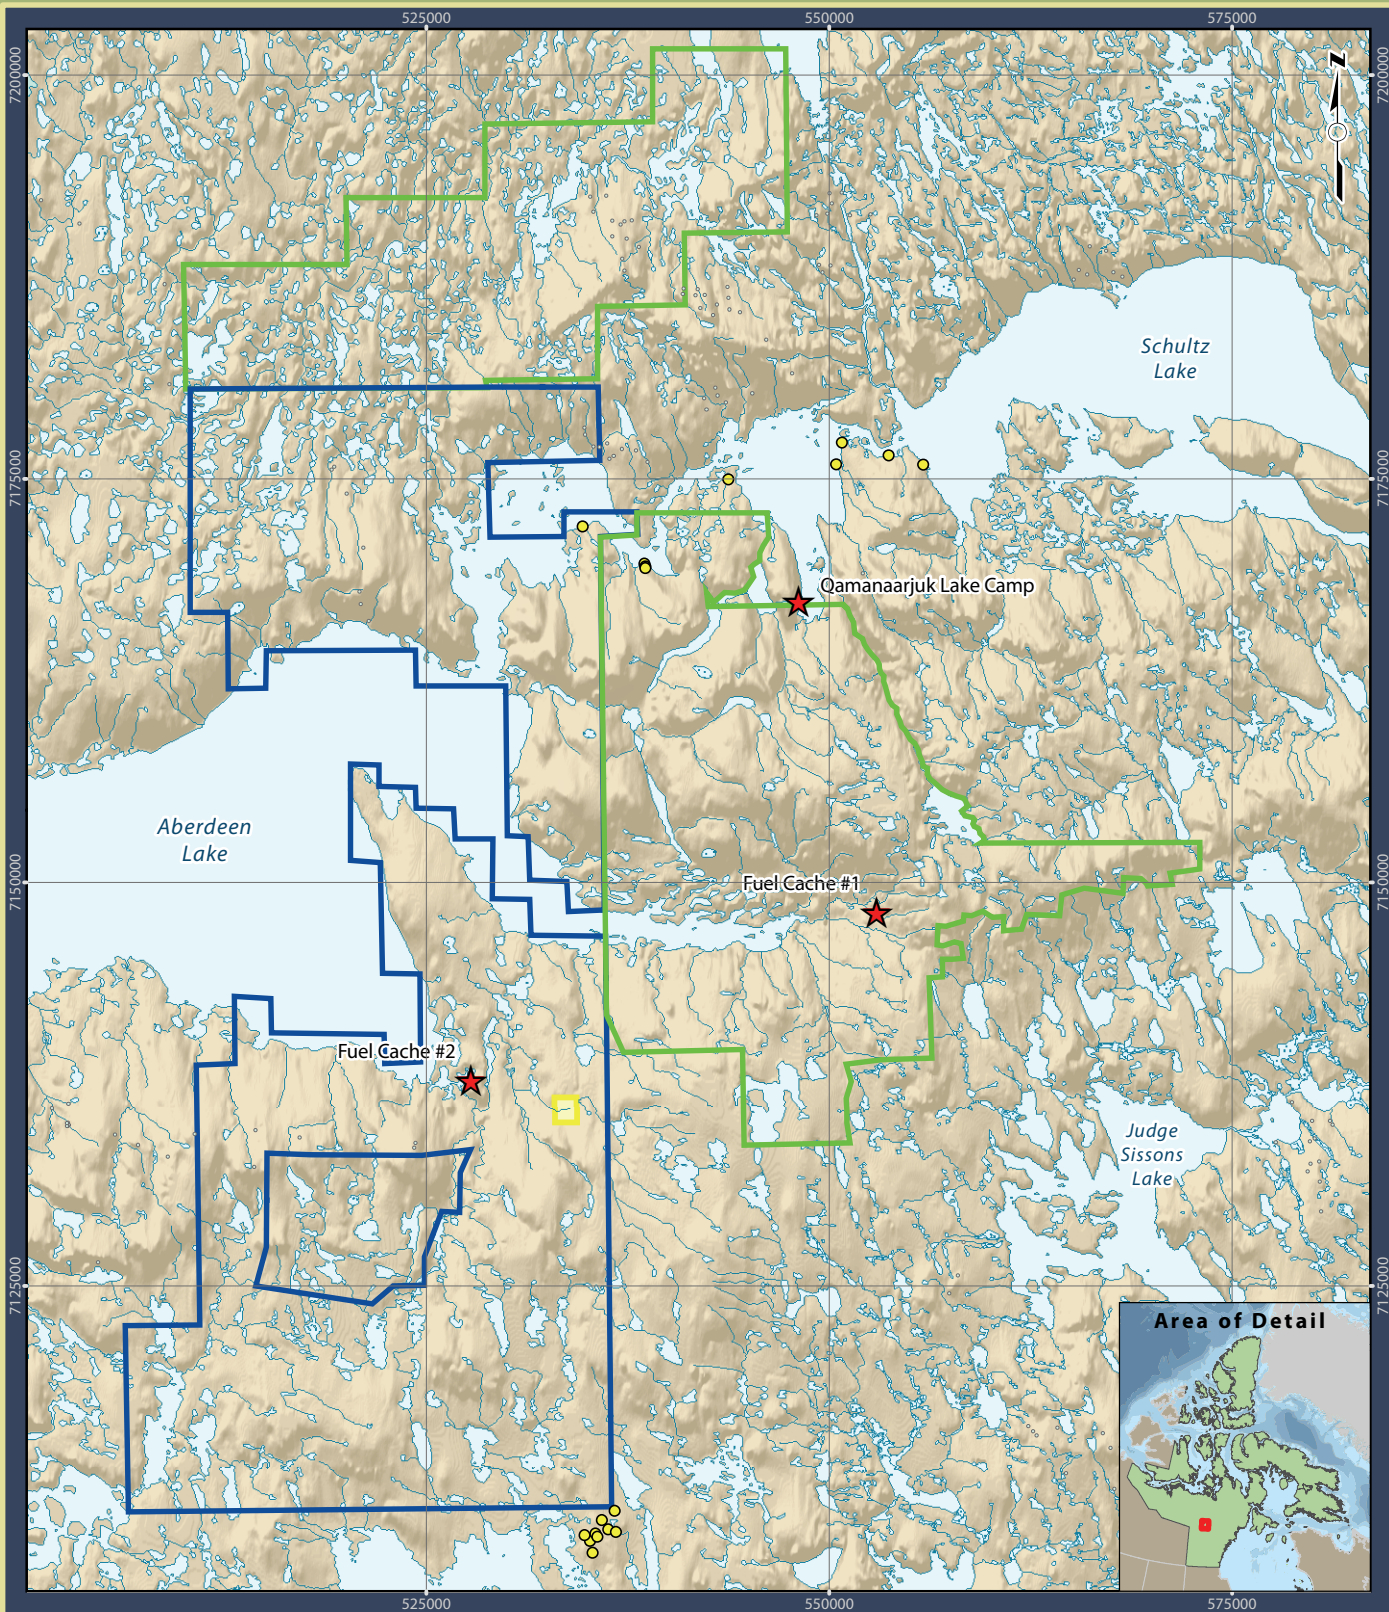 525000 550000 575000
7200000 7200000
N
Schultz
Lake
7175000 7175000
Qamanaarjuk Lake Camp
Aberdeen
Lake
Fuel Cache #1
7150000 7150000
Fuel Cache #2
Judge
Sissons
Lake
7125000 7125000
Area of Detail
525000 550000 575000